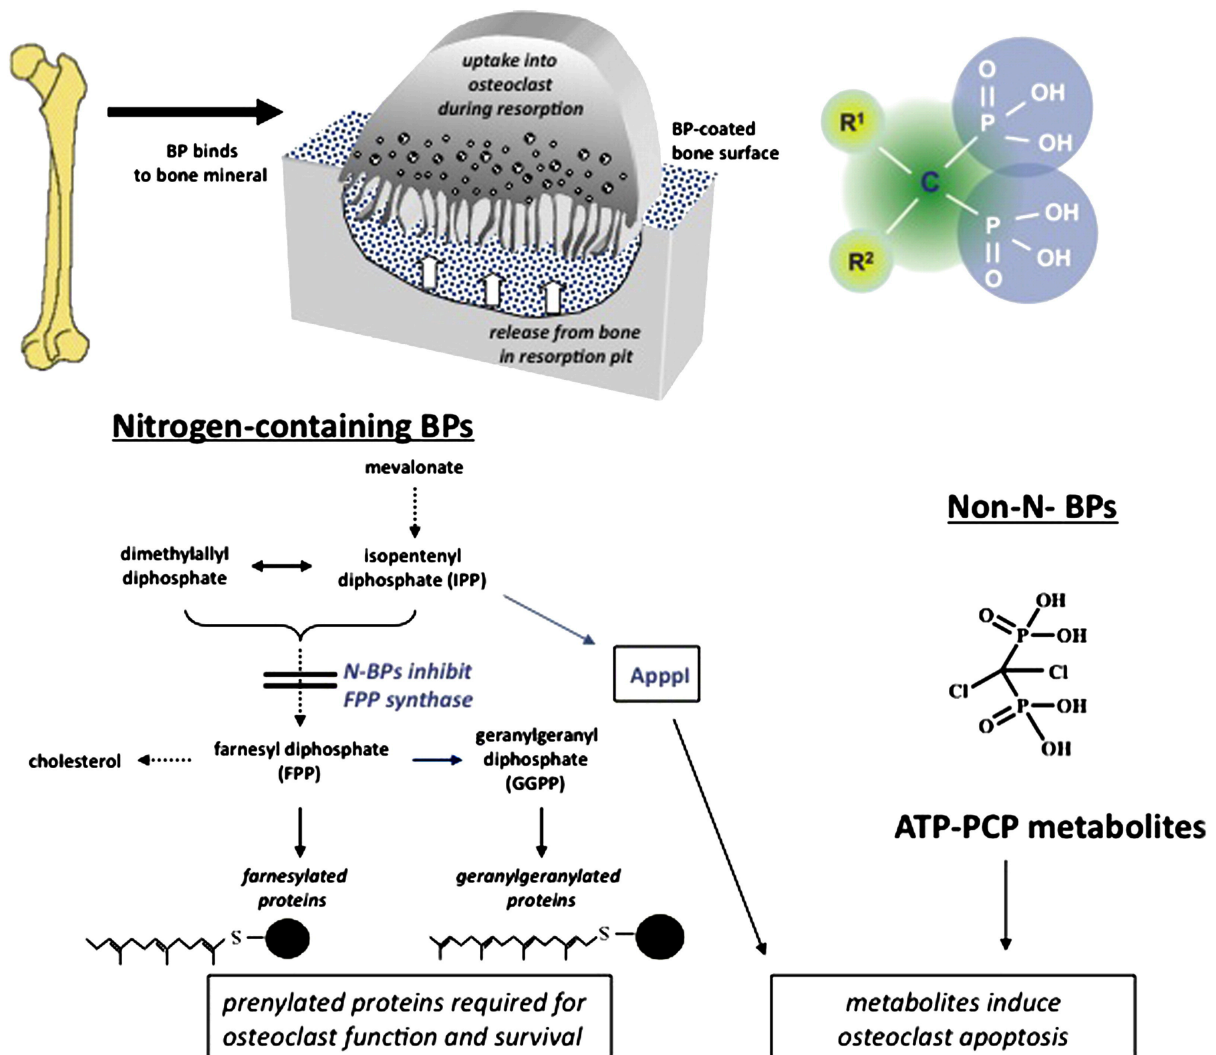 uptake into
osteoclast
during resorption
BP binds
to bone mineral
BP-coated
bone surface
release from bone
in resorption pit
R¹
R²
C
O
P
OH
OH
P
OH
OH
O
Nitrogen-containing BPs
mevalonate
dimethylallyl
diphosphate
isopentenyl
diphosphate (IPP)
N-BPs inhibit
FPP synthase
ApppI
cholesterol
farnesyl diphosphate
(FPP)
geranylgeranyl
diphosphate
(GGPP)
farnesylated
proteins
geranylgeranylated
proteins
S
S
prenylated proteins required for
osteoclast function and survival
Non-N- BPs
OH
O
P
OH
Cl
Cl
P
OH
O
OH
ATP-PCP metabolites
metabolites induce
osteoclast apoptosis